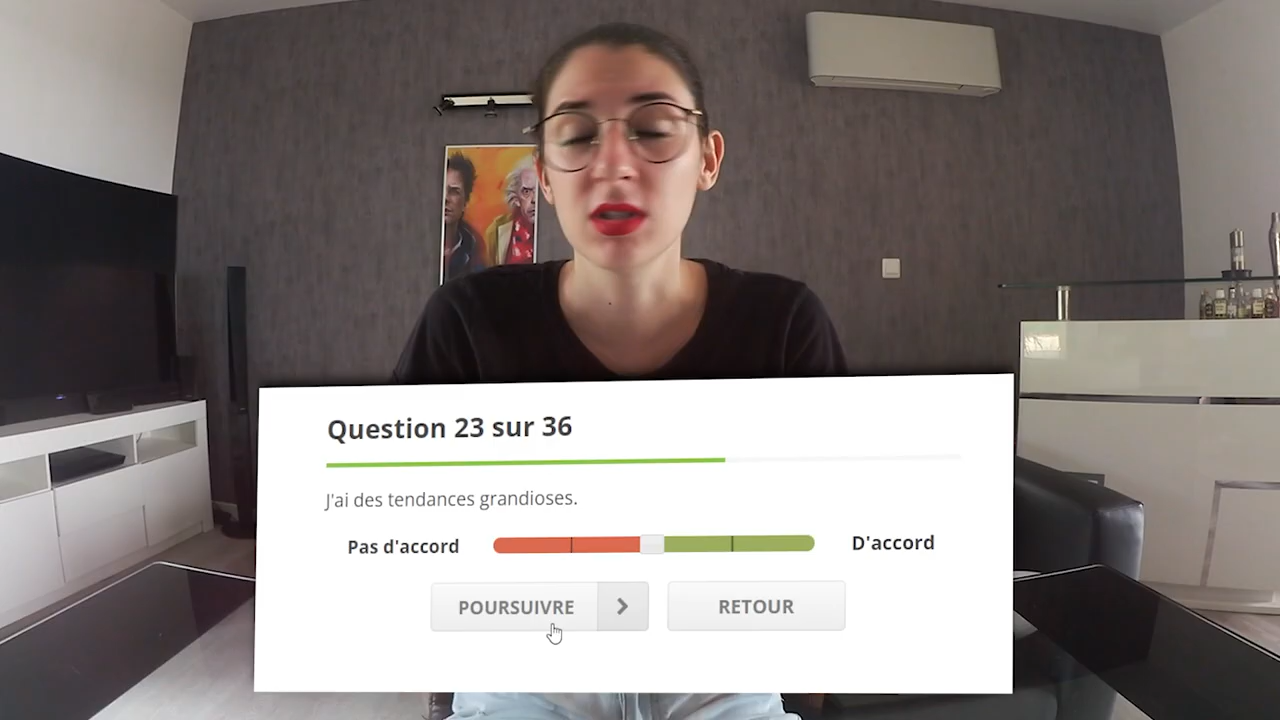 Question 23 sur 36
J'ai des tendances grandioses.
Pas d'accord
D'accord
POURSUIVRE
RETOUR